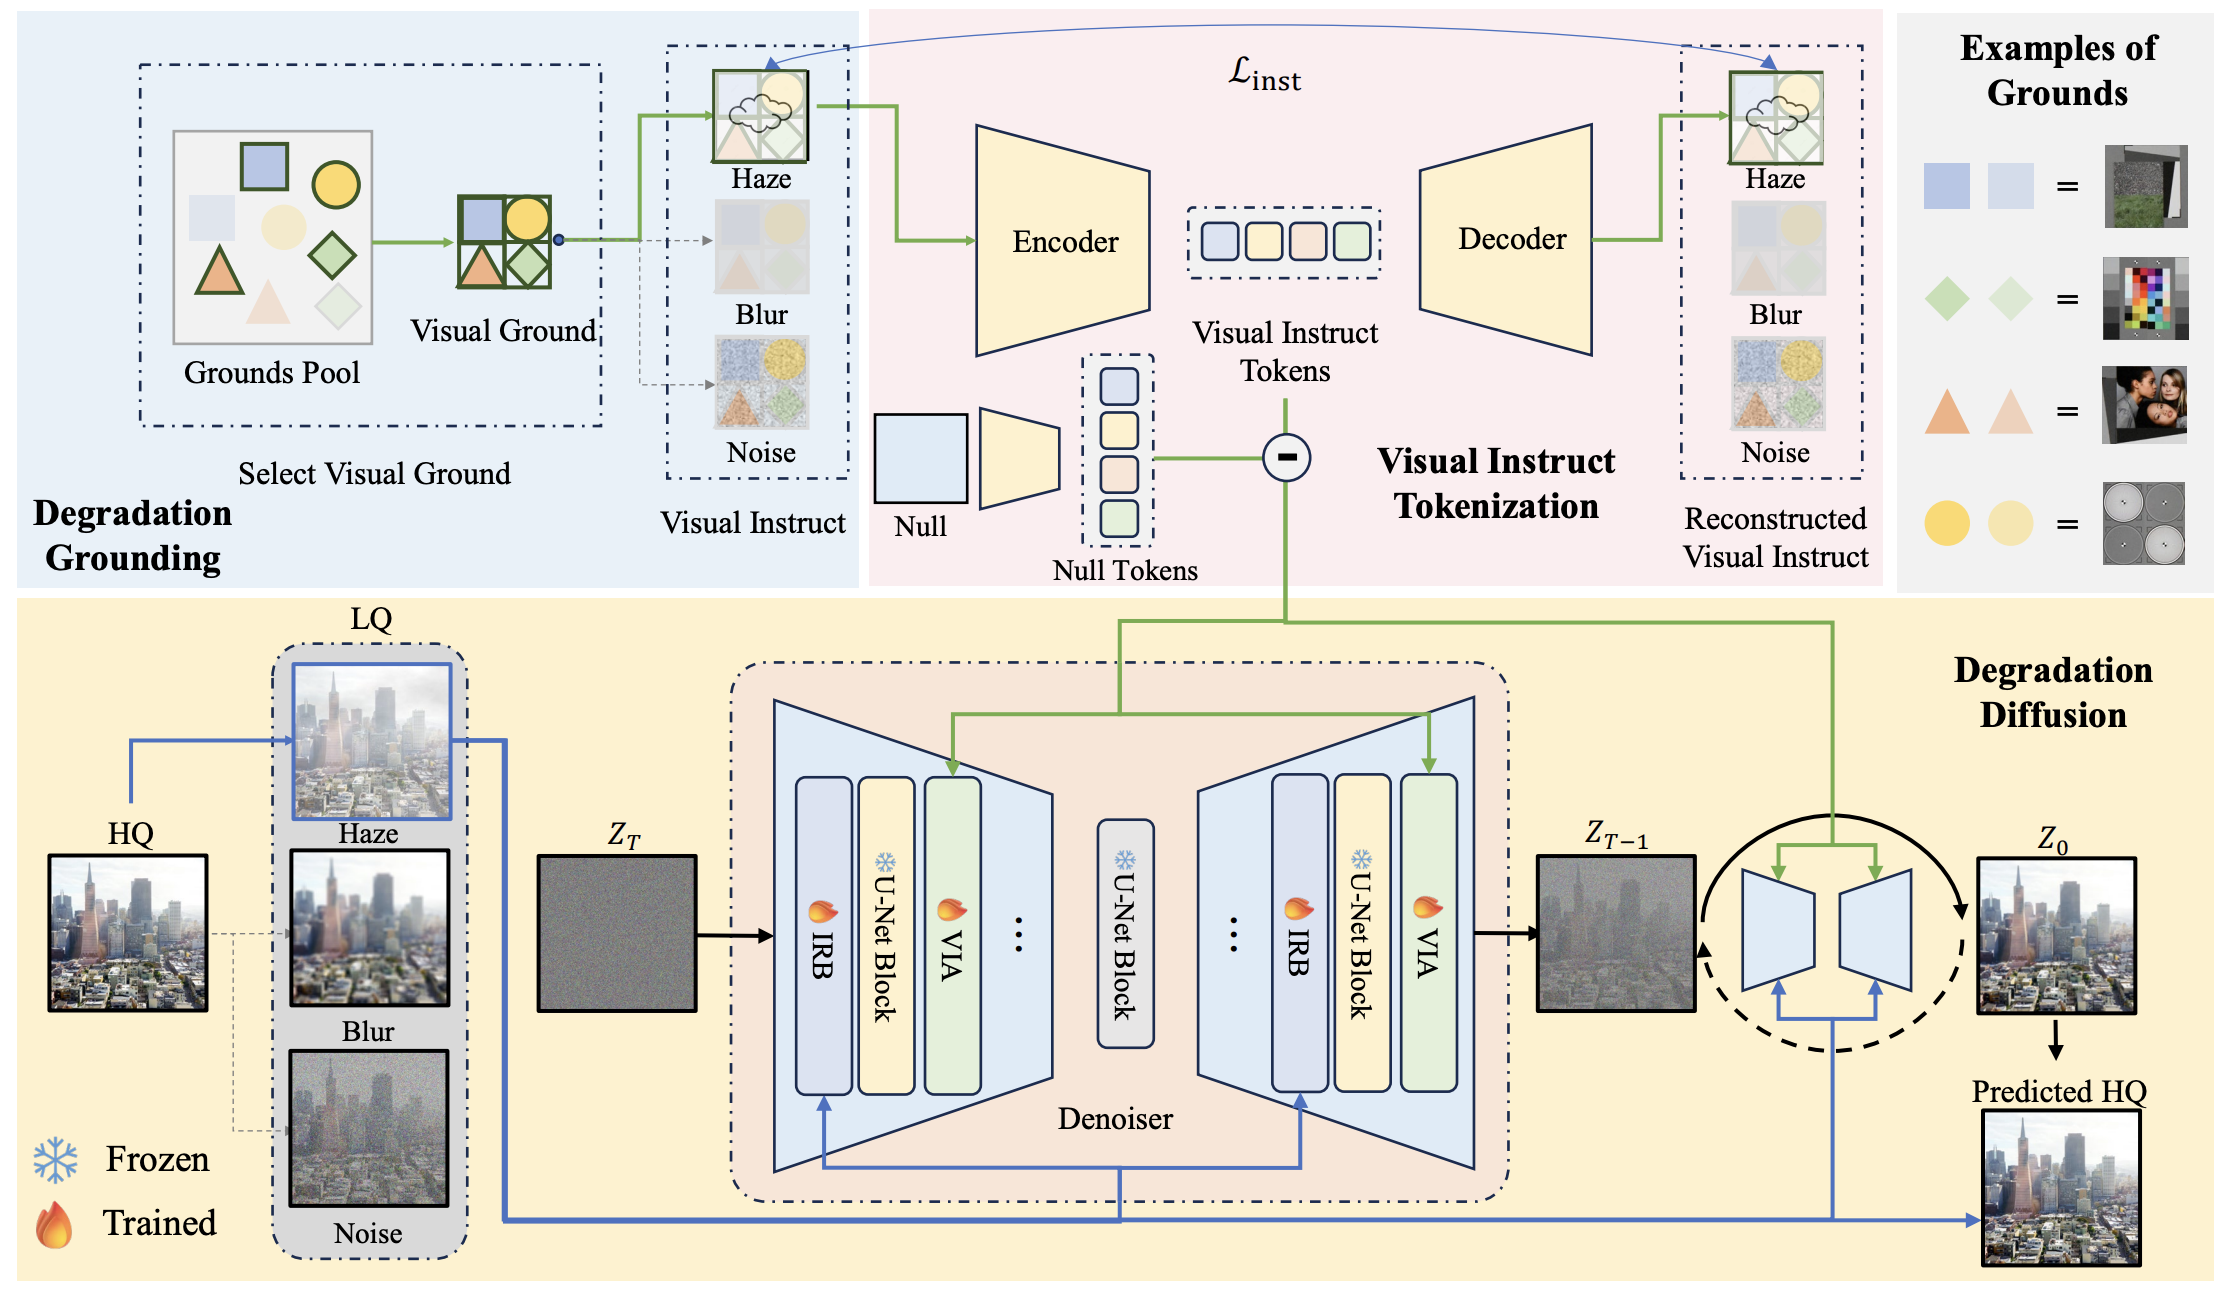 Grounds Pool
Visual Ground
Select Visual Ground
Degradation
Grounding
Haze
Blur
Noise
Visual Instruct
ℒinst
Encoder
Decoder
Visual Instruct
Tokens
Null
Null Tokens
Visual Instruct
Tokenization
Haze
Blur
Noise
Reconstructed
Visual Instruct
Examples of
Grounds
=
=
=
=
LQ
Haze
Blur
Noise
HQ
Frozen
Trained
Z_T
IRB
U-Net Block
VIA
...
U-Net Block
Denoiser
...
IRB
U-Net Block
VIA
Z_{T−1}
Z_0
Degradation
Diffusion
Predicted HQ